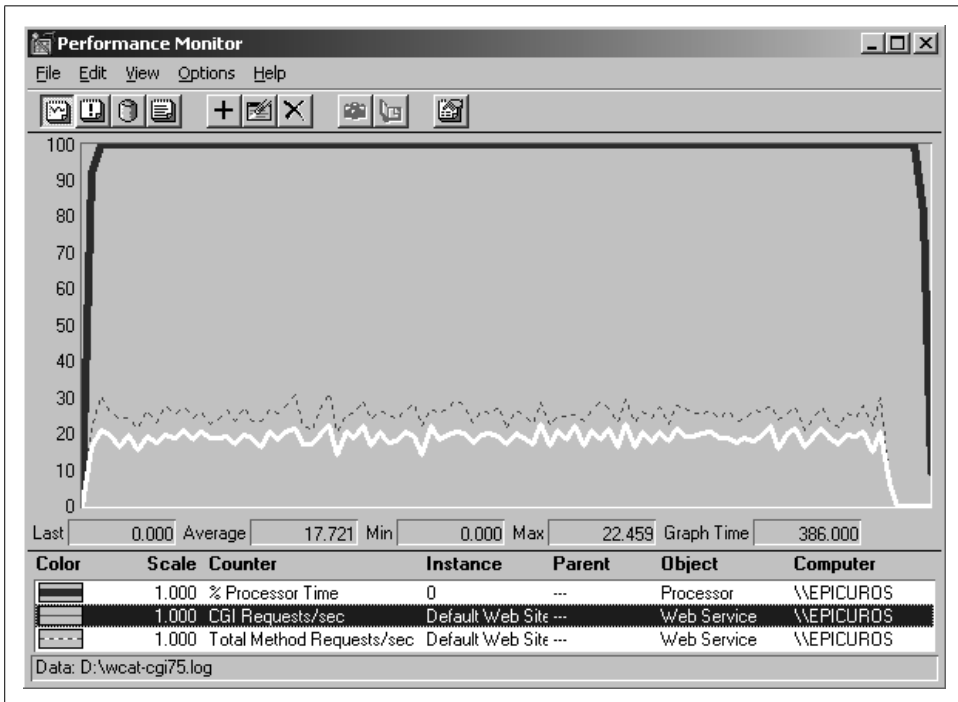 Performance Monitor
File Edit View Options Help
100
90
80
70
60
50
40
30
20
10
0
Last 0.000 Average 17.721 Min 0.000 Max 22.459 Graph Time 386.000
Color Scale Counter Instance Parent Object Computer
1.000 % Processor Time 0 --- Processor \\EPICUROS
1.000 CGI Requests/sec Default Web Site --- Web Service \\EPICUROS
1.000 Total Method Requests/sec Default Web Site --- Web Service \\EPICUROS
Data: D:\wcat-cgi75.log